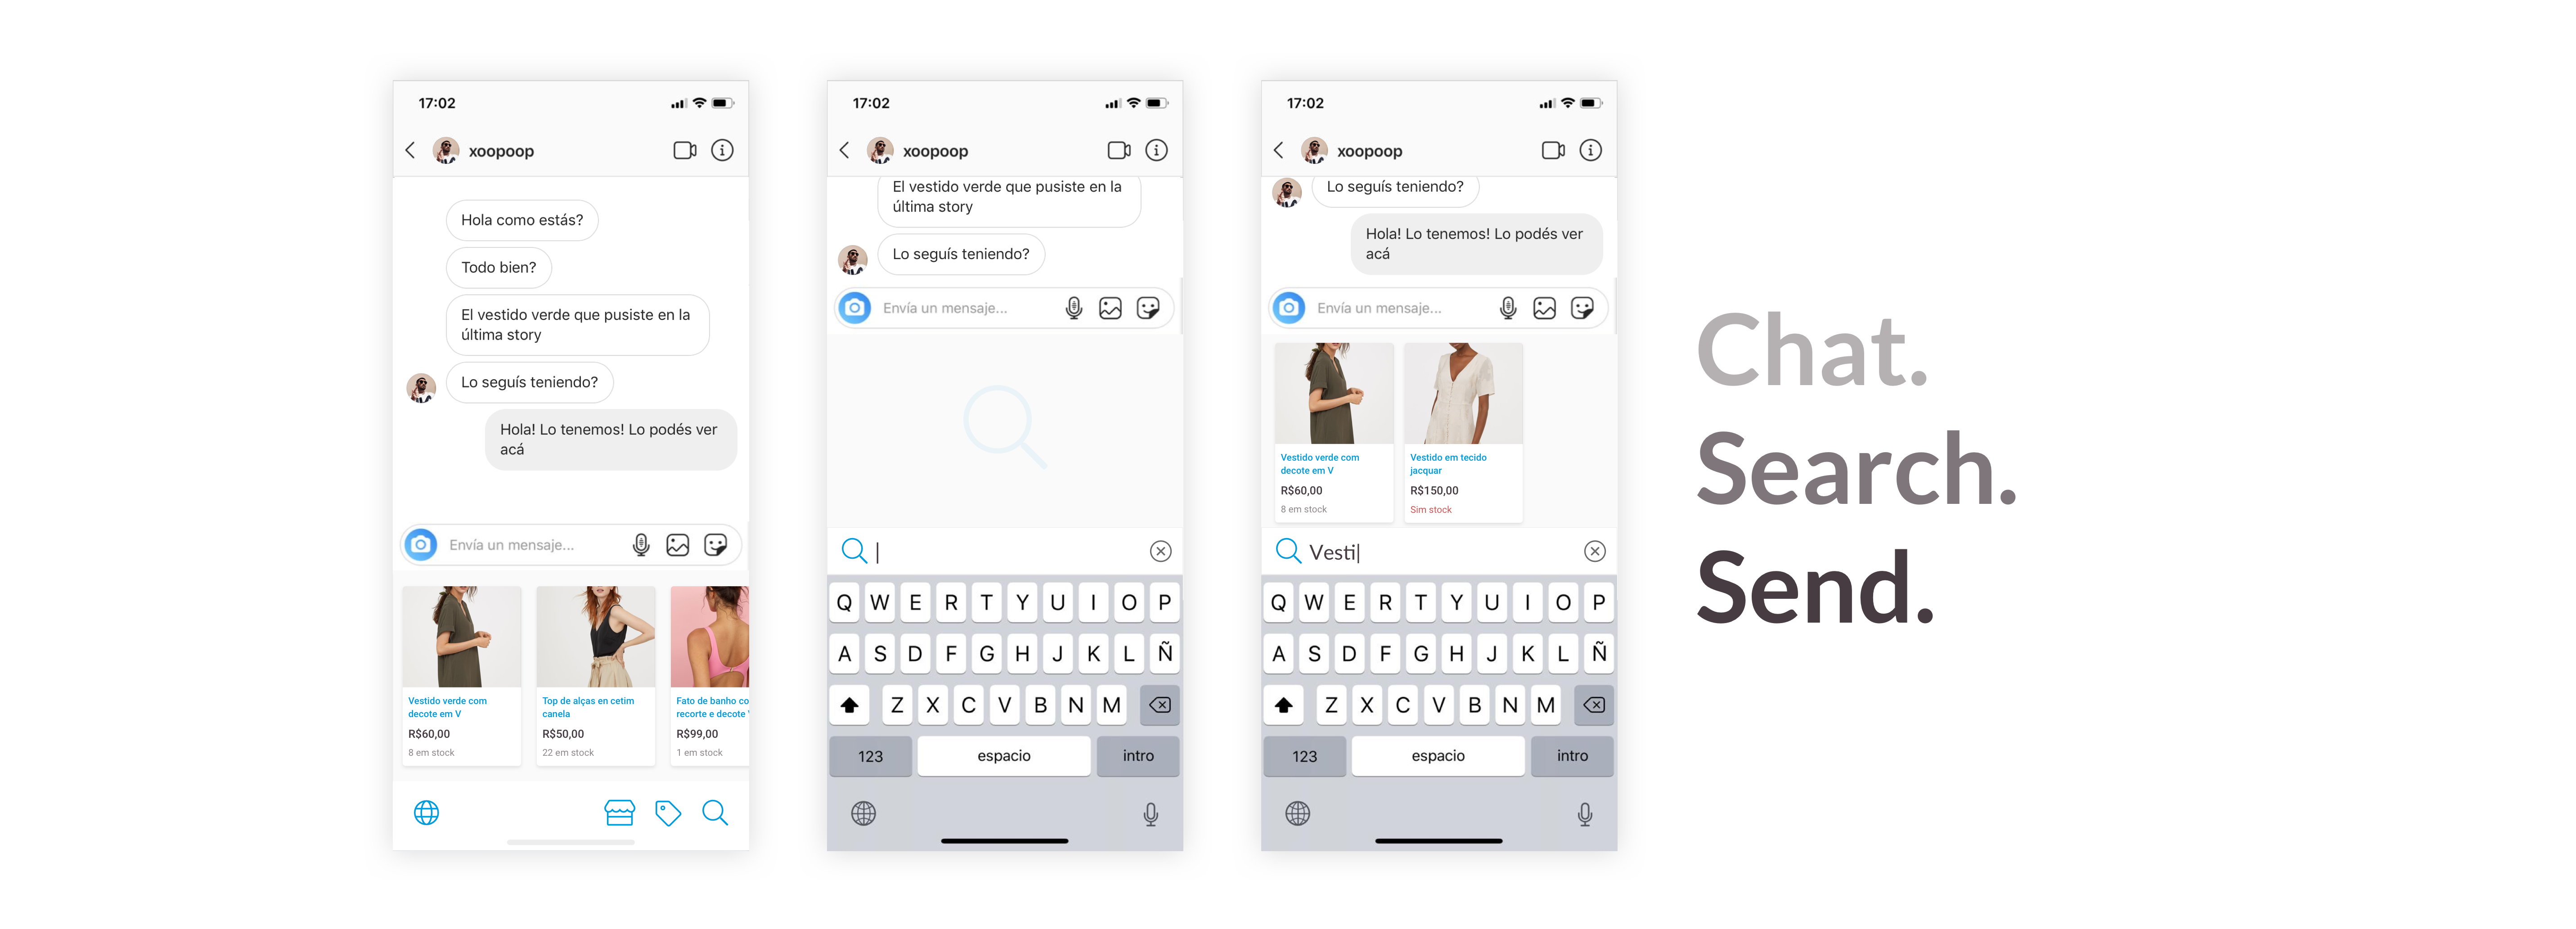 17:02
xoopoop
Hola como estás?
Todo bien?
El vestido verde que pusiste en la
última story
Lo seguís teniendo?
Hola! Lo tenemos! Lo podés ver
acá
Envía un mensaje...
Vestido verde com
decote em V
R$60,00
8 em stock
Top de alças en cetim
canela
R$50,00
22 em stock
Fato de banho co
recorte e decote
R$99,00
1 em stock
17:02
xoopoop
El vestido verde que pusiste en la
última story
Lo seguís teniendo?
Envía un mensaje...
Q W E R T Y U I O P
A S D F G H J K L Ñ
Z X C V B N M
123 espacio intro
17:02
xoopoop
Lo seguís teniendo?
Hola! Lo tenemos! Lo podés ver
acá
Envía un mensaje...
Vestido verde com
decote em V
R$60,00
8 em stock
Vestido em tecido
jacquar
R$150,00
Sim stock
Vesti
Q W E R T Y U I O P
A S D F G H J K L Ñ
Z X C V B N M
123 espacio intro
Chat.
Search.
Send.